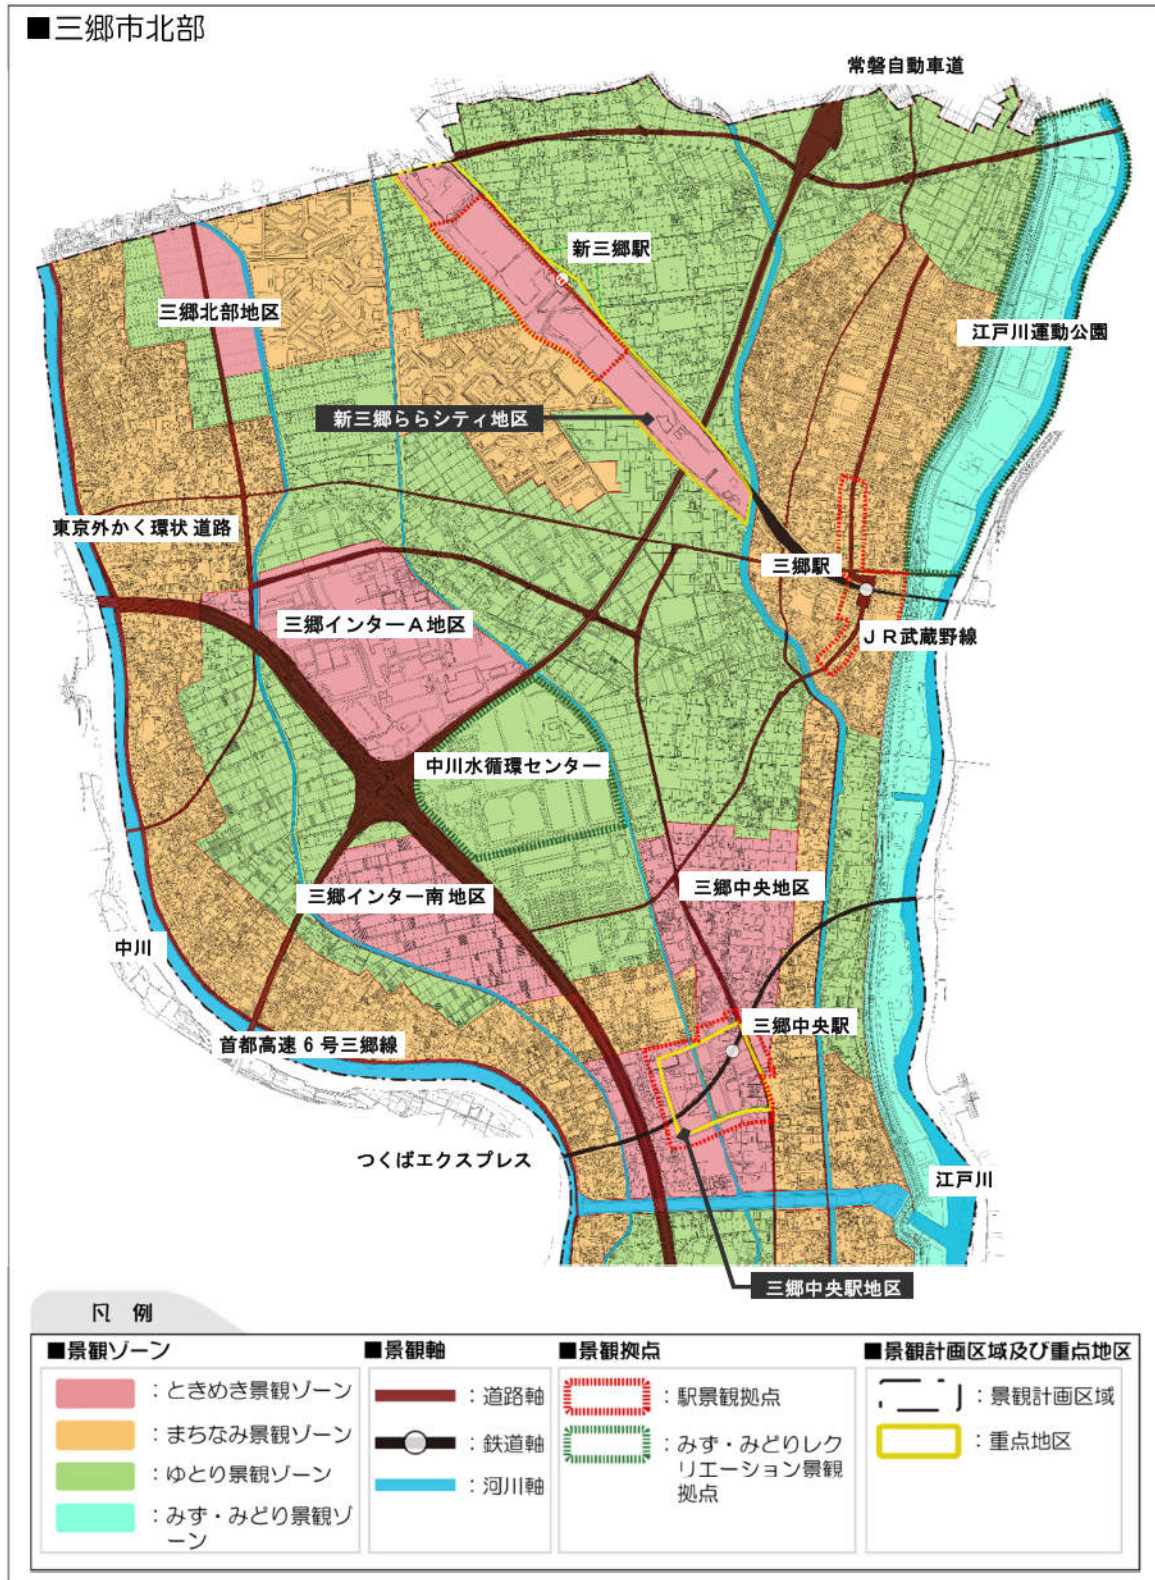 ■三郷市北部
常磐自動車道
新三郷駅
三郷北部地区
江戸川運動公園
新三郷ららシティ地区
東京外かく環状道路
三郷駅
三郷インターA地区
JR武蔵野線
中川水循環センター
三郷中央地区
三郷インター南地区
中川
三郷中央駅
首都高速6号三郷線
つくばエクスプレス
江戸川
三郷中央駅地区
凡 例
■景観ゾーン
:ときめき景観ゾーン
:まちなみ景観ゾーン
:ゆとり景観ゾーン
:みず・みどり景観ゾ
ーン
■景観軸
:道路軸
:鉄道軸
:河川軸
■景観拠点
:駅景観拠点
:みず・みどりレク
リエーション景観
拠点
■景観計画区域及び重点地区
:景観計画区域
:重点地区